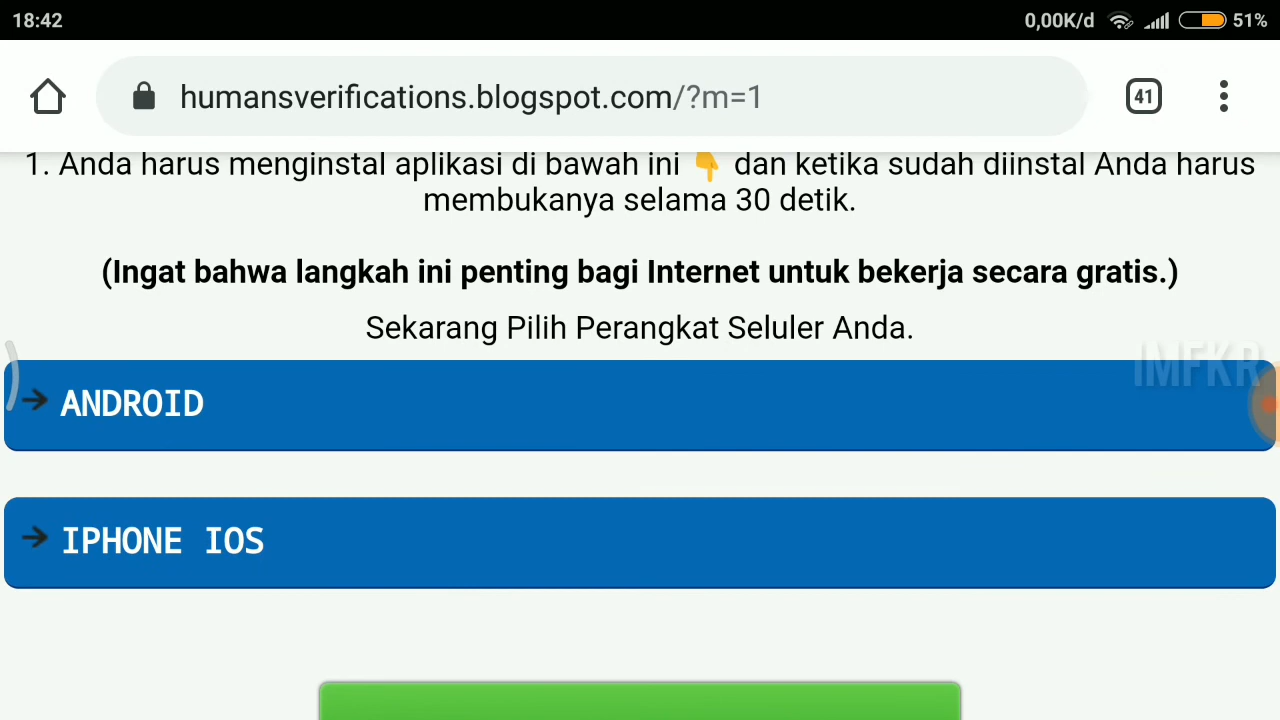 18:42 0,00K/d 51%
humansverifications.blogspot.com/?m=1 41
1. Anda harus menginstal aplikasi di bawah ini 👇 dan ketika sudah diinstal Anda harus
membukanya selama 30 detik.
(Ingat bahwa langkah ini penting bagi Internet untuk bekerja secara gratis.)
Sekarang Pilih Perangkat Seluler Anda.
IMFKR
→ ANDROID
→ IPHONE IOS